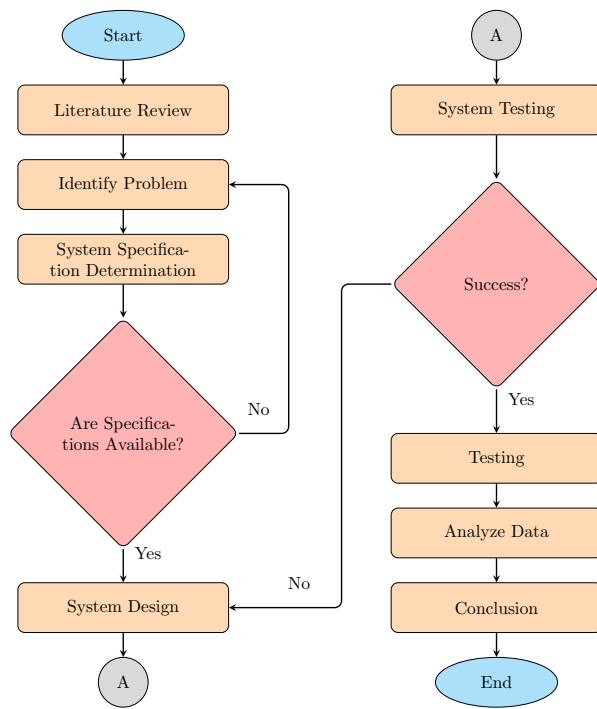 Start
Literature Review
Identify Problem
System Specifica-
tion Determination
Are Specifica-
tions Available?
No
Yes
System Design
A
A
System Testing
Success?
No
Yes
Testing
Analyze Data
Conclusion
End